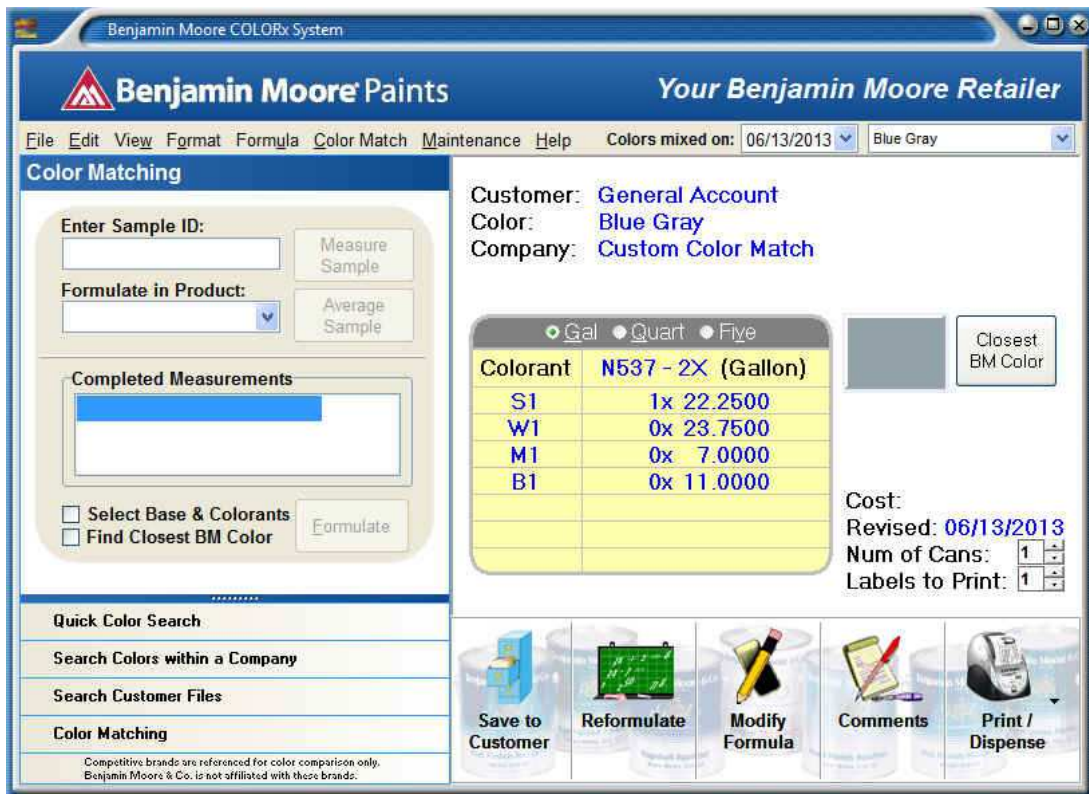 Benjamin Moore COLORx System
Benjamin Moore Paints
Your Benjamin Moore Retailer
File Edit View Format Formula Color Match Maintenance Help Colors mixed on: 06/13/2013 Blue Gray
Color Matching
Enter Sample ID:
Measure Sample
Formulate in Product:
Average Sample
Completed Measurements
Select Base & Colorants
Find Closest BM Color
Formulate
Quick Color Search
Search Colors within a Company
Search Customer Files
Color Matching
Competitive brands are referenced for color comparison only.
Benjamin Moore & Co. is not affiliated with these brands.
Customer: General Account
Color: Blue Gray
Company: Custom Color Match
Gal Quart Five
Colorant N537 - 2X (Gallon)
S1 1x 22.2500
W1 0x 23.7500
M1 0x 7.0000
B1 0x 11.0000
Closest
BM Color
Cost:
Revised: 06/13/2013
Num of Cans: 1
Labels to Print: 1
Save to
Customer
Reformulate
Modify
Formula
Comments
Print /
Dispense